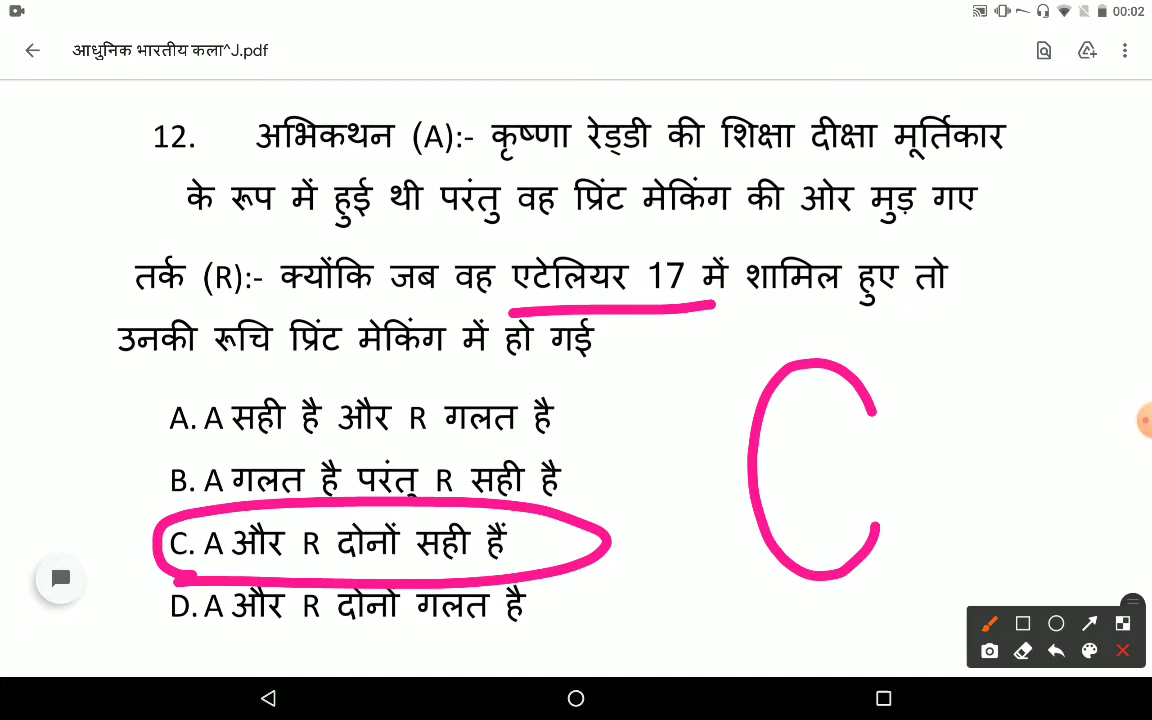 00:02
आधुनिक भारतीय कला^J.pdf
12. अभिकथन (A):- कृष्णा रेड्डी की शिक्षा दीक्षा मूर्तिकार
के रूप में हुई थी परंतु वह प्रिंट मेकिंग की ओर मुड़ गए
तर्क (R):- क्योंकि जब वह एटेलियर 17 में शामिल हुए तो
उनकी रूचि प्रिंट मेकिंग में हो गई
A. A सही है और R गलत है
B. A गलत है परंतु R सही है
C. A और R दोनों सही हैं
D. A और R दोनो गलत है
C